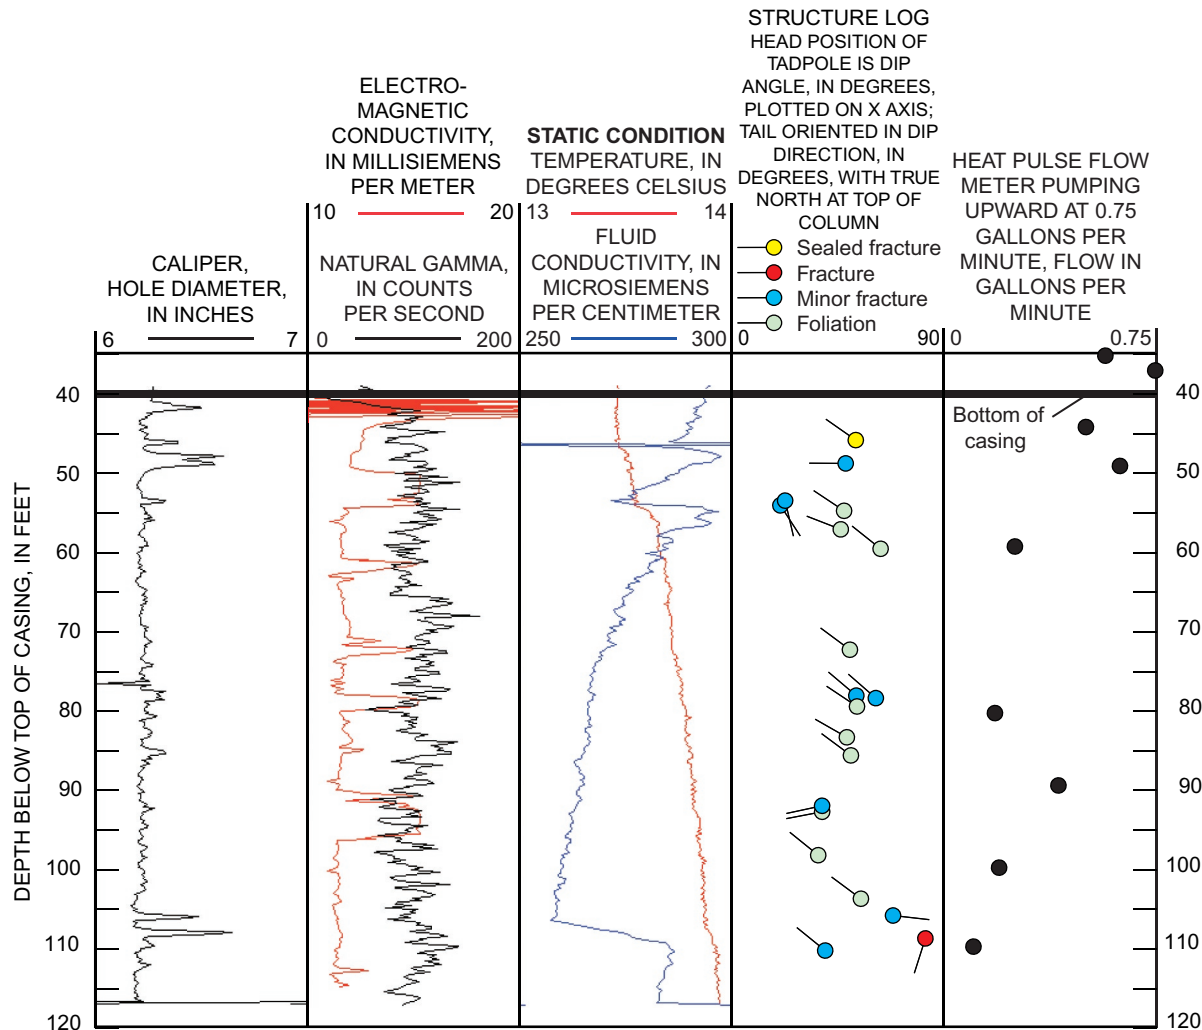 CALIPER,
HOLE DIAMETER,
IN INCHES
6 7
ELECTRO-
MAGNETIC
CONDUCTIVITY,
IN MILLISIEMENS
PER METER
10 20
NATURAL GAMMA,
IN COUNTS
PER SECOND
0 200
STATIC CONDITION
TEMPERATURE, IN
DEGREES CELSIUS
13 14
FLUID
CONDUCTIVITY, IN
MICROSIEMENS
PER CENTIMETER
250 300
STRUCTURE LOG
HEAD POSITION OF
TADPOLE IS DIP
ANGLE, IN DEGREES,
PLOTTED ON X AXIS;
TAIL ORIENTED IN DIP
DIRECTION, IN
DEGREES, WITH TRUE
NORTH AT TOP OF
COLUMN
Sealed fracture
Fracture
Minor fracture
Foliation
0 90
HEAT PULSE FLOW
METER PUMPING
UPWARD AT 0.75
GALLONS PER
MINUTE, FLOW IN
GALLONS PER
MINUTE
0 0.75
Bottom of
casing
DEPTH BELOW TOP OF CASING, IN FEET
40
50
60
70
80
90
100
110
120
40
50
60
70
80
90
100
110
120